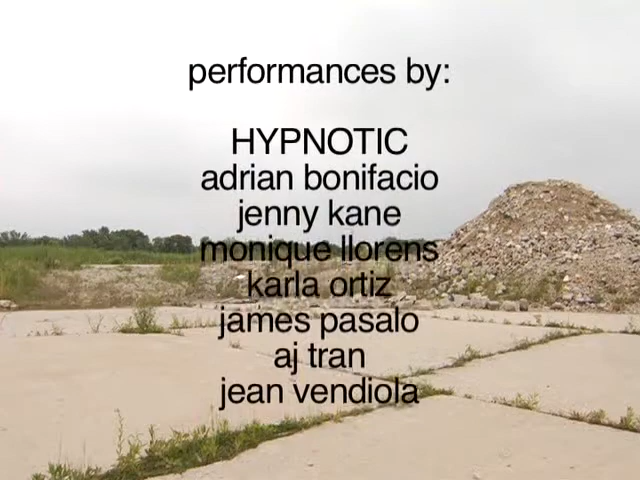 performances by:
HYPNOTIC
adrian bonifacio
jenny kane
monique llorens
karla ortiz
james pasalo
aj tran
jean vendiola